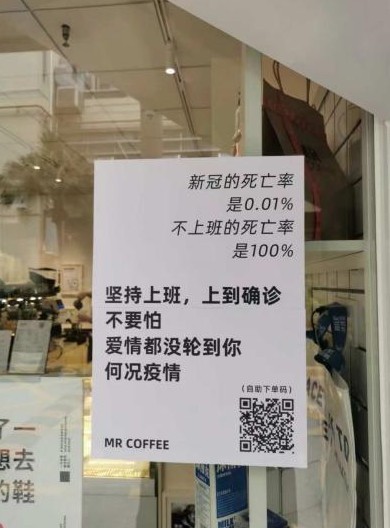 新冠的死亡率
是0.01%
不上班的死亡率
是100%
坚持上班，上到确诊
不要怕
爱情都没轮到你
何况疫情
(自助下单码)
MR COFFEE
了一
想去
的鞋
MILK